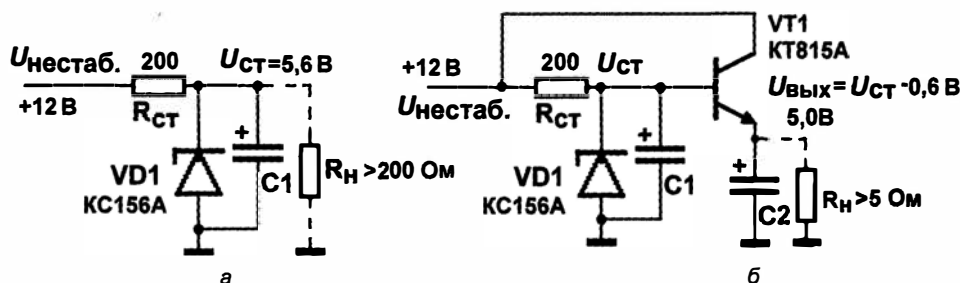 Uнестаб.
+12 В
200
Rст
Uст=5,6 В
VD1
КС156А
+
C1
Rн >200 Ом
а
+12 В
Uнестаб.
200
Rст
Uст
VT1
КТ815А
Uвых= Uст -0,6 В
5,0В
VD1
КС156А
+
C1
+
C2
Rн >5 Ом
б